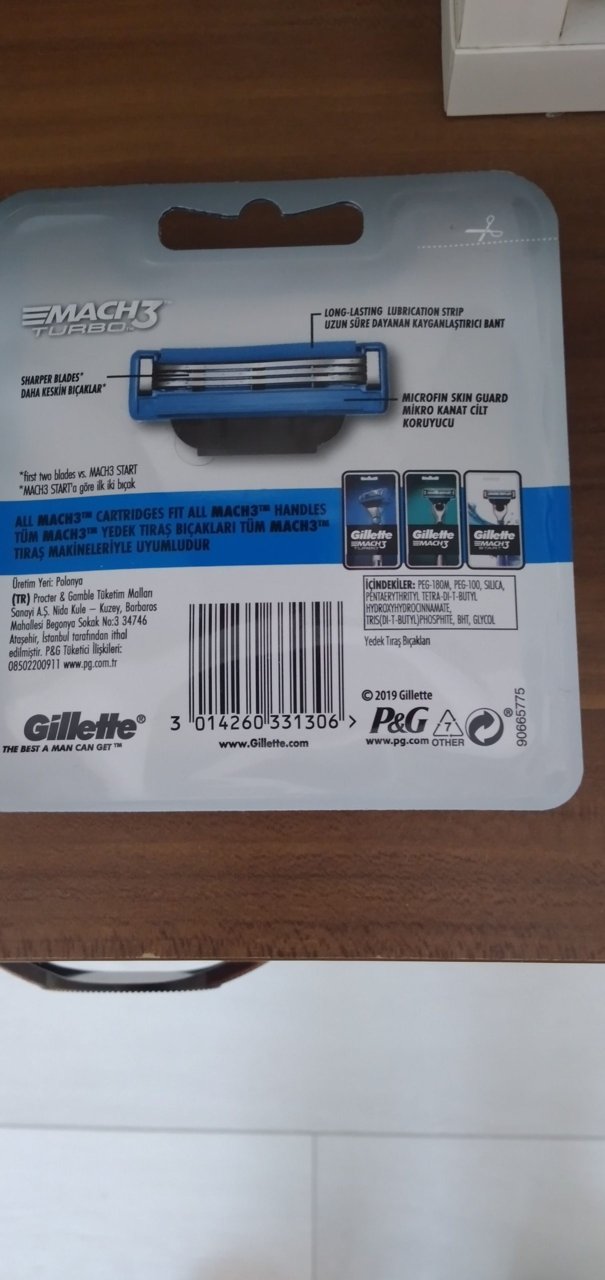 MACH3™
TURBO™
LONG-LASTING LUBRICATION STRIP
UZUN SÜRE DAYANAN KAYGANLAŞTIRICI BANT
SHARPER BLADES*
DAHA KESKİN BIÇAKLAR*
MICROFIN SKIN GUARD
MİKRO KANAT CİLT
KORUYUCU
*first two blades vs. MACH3 START
*MACH3 START'a göre ilk iki bıçak
ALL MACH3™ CARTRIDGES FIT ALL MACH3™ HANDLES
TÜM MACH3™ YEDEK TIRAŞ BIÇAKLARI TÜM MACH3™
TIRAŞ MAKİNELERİYLE UYUMLUDUR
Gillette
MACH3
TURBO
Gillette
MACH3
Gillette
MACH3
START
Üretim Yeri: Polonya
(TR) Procter & Gamble Tüketim Malları
Sanayi A.Ş. Nida Kule – Kuzey, Barbaros
Mahallesi Begonya Sokak No:3 34746
Ataşehir, İstanbul tarafından ithal
edilmiştir. P&G Tüketici İlişkileri:
08502200911 www.pg.com.tr
İÇİNDEKİLER: PEG-180M, PEG-100, SILICA,
PENTAERYTHRITYL TETRA-DI-T-BUTYL
HYDROXYHYDROCINNAMATE,
TRIS(DI-T-BUTYL)PHOSPHITE, BHT, GLYCOL
Yedek Tıraş Bıçakları
© 2019 Gillette
Gillette®
THE BEST A MAN CAN GET™
3 014260 331306 >
www.Gillette.com
P&G
www.pg.com
7
OTHER
®
90665775